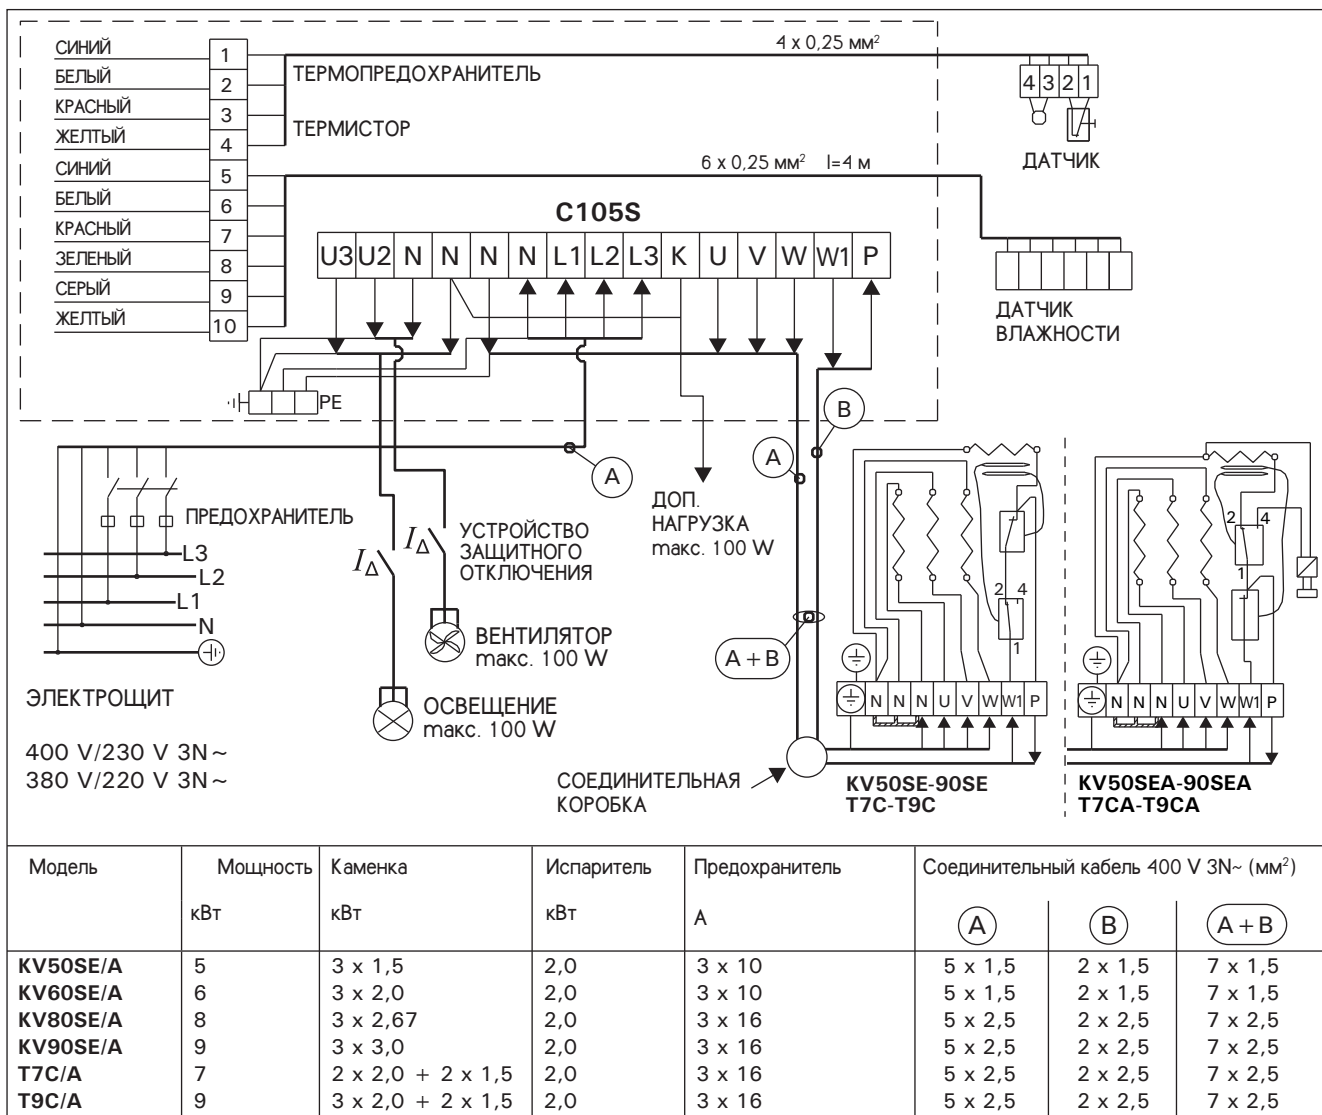 СИНИЙ 1
БЕЛЫЙ 2
КРАСНЫЙ 3
ЖЕЛТЫЙ 4
СИНИЙ 5
БЕЛЫЙ 6
КРАСНЫЙ 7
ЗЕЛЕНЫЙ 8
СЕРЫЙ 9
ЖЕЛТЫЙ 10
ТЕРМОПРЕДОХРАНИТЕЛЬ
ТЕРМИСТОР
4 x 0,25 мм²
4 3 2 1
ДАТЧИК
6 x 0,25 мм² l=4 м
ДАТЧИК
ВЛАЖНОСТИ
C105S
U3 U2 N N N N L1 L2 L3 K U V W W1 P
PE
A
A
B
A + B
ПРЕДОХРАНИТЕЛЬ
L3
L2
L1
N
ЭЛЕКТРОЩИТ
400 V/230 V 3N~
380 V/220 V 3N~
I∆
I∆
УСТРОЙСТВО
ЗАЩИТНОГО
ОТКЛЮЧЕНИЯ
ВЕНТИЛЯТОР
макс. 100 W
ОСВЕЩЕНИЕ
макс. 100 W
ДОП.
НАГРУЗКА
макс. 100 W
СОЕДИНИТЕЛЬНАЯ
КОРОБКА
2 4
1
N N N U V W W1 P
KV50SE-90SE
T7C-T9C
2 4
1
N N N U V W W1 P
KV50SEA-90SEA
T7CA-T9CA
Модель Мощность Каменка Испаритель Предохранитель Соединительный кабель 400 V 3N~ (мм²)
кВт кВт кВт А A B A + B
KV50SE/A 5 3 x 1,5 2,0 3 x 10 5 x 1,5 2 x 1,5 7 x 1,5
KV60SE/A 6 3 x 2,0 2,0 3 x 10 5 x 1,5 2 x 1,5 7 x 1,5
KV80SE/A 8 3 x 2,67 2,0 3 x 16 5 x 2,5 2 x 2,5 7 x 2,5
KV90SE/A 9 3 x 3,0 2,0 3 x 16 5 x 2,5 2 x 2,5 7 x 2,5
T7C/A 7 2 x 2,0 + 2 x 1,5 2,0 3 x 16 5 x 2,5 2 x 2,5 7 x 2,5
T9C/A 9 3 x 2,0 + 2 x 1,5 2,0 3 x 16 5 x 2,5 2 x 2,5 7 x 2,5